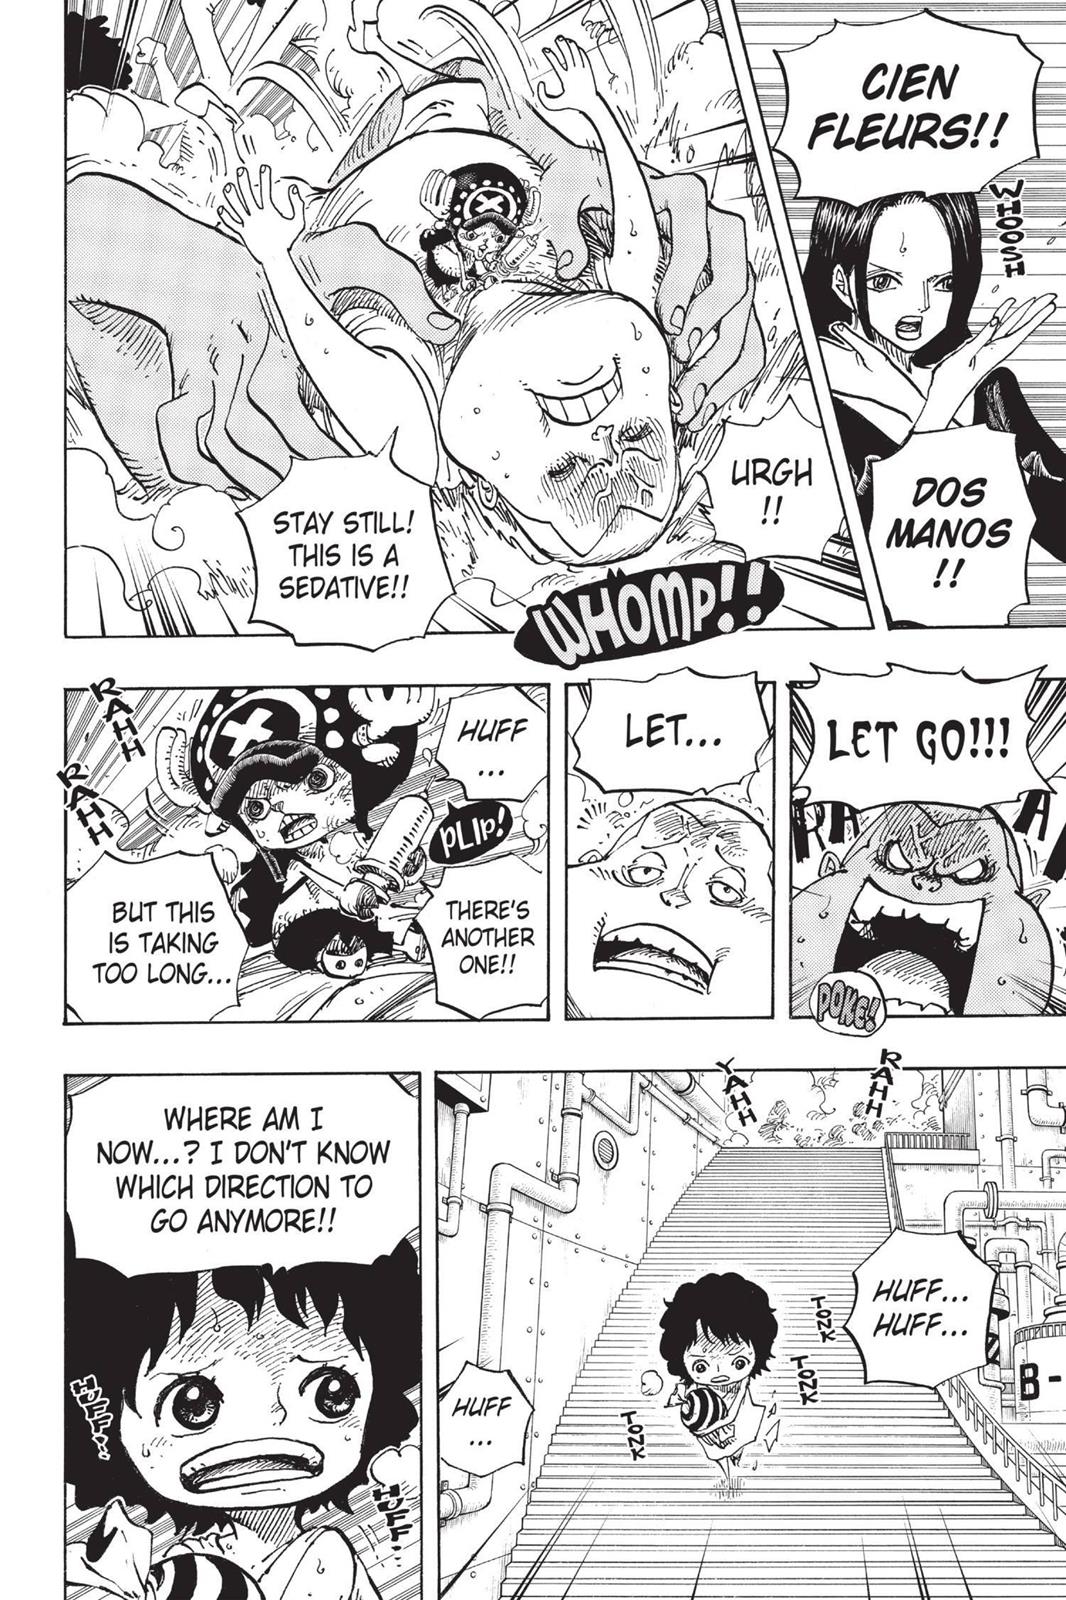 CIEN
FLEURS!!
WHOOSH
DOS
MANOS
!!
URGH
!!
STAY STILL!
THIS IS A
SEDATIVE!!
WHOMP!!
LET GO!!!
POKE!
LET...
HUFF
...
PLIP!
THERE'S
ANOTHER
ONE!!
RAHH
RAHH
BUT THIS
IS TAKING
TOO LONG...
YAHH
RAHH
HUFF...
HUFF...
TONK
TONK
TONK
B-
HUFF
...
WHERE AM I
NOW...? I DON'T KNOW
WHICH DIRECTION TO
GO ANYMORE!!
HUFF..
HUFF..